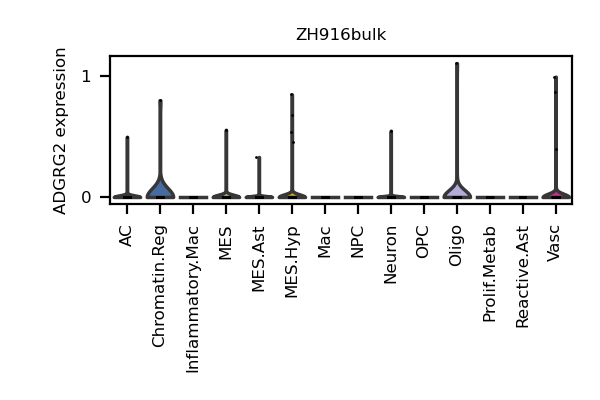 ZH916bulk
ADGRG2 expression
1
0
AC
Chromatin.Reg
Inflammatory.Mac
MES
MES.Ast
MES.Hyp
Mac
NPC
Neuron
OPC
Oligo
Prolif.Metab
Reactive.Ast
Vasc